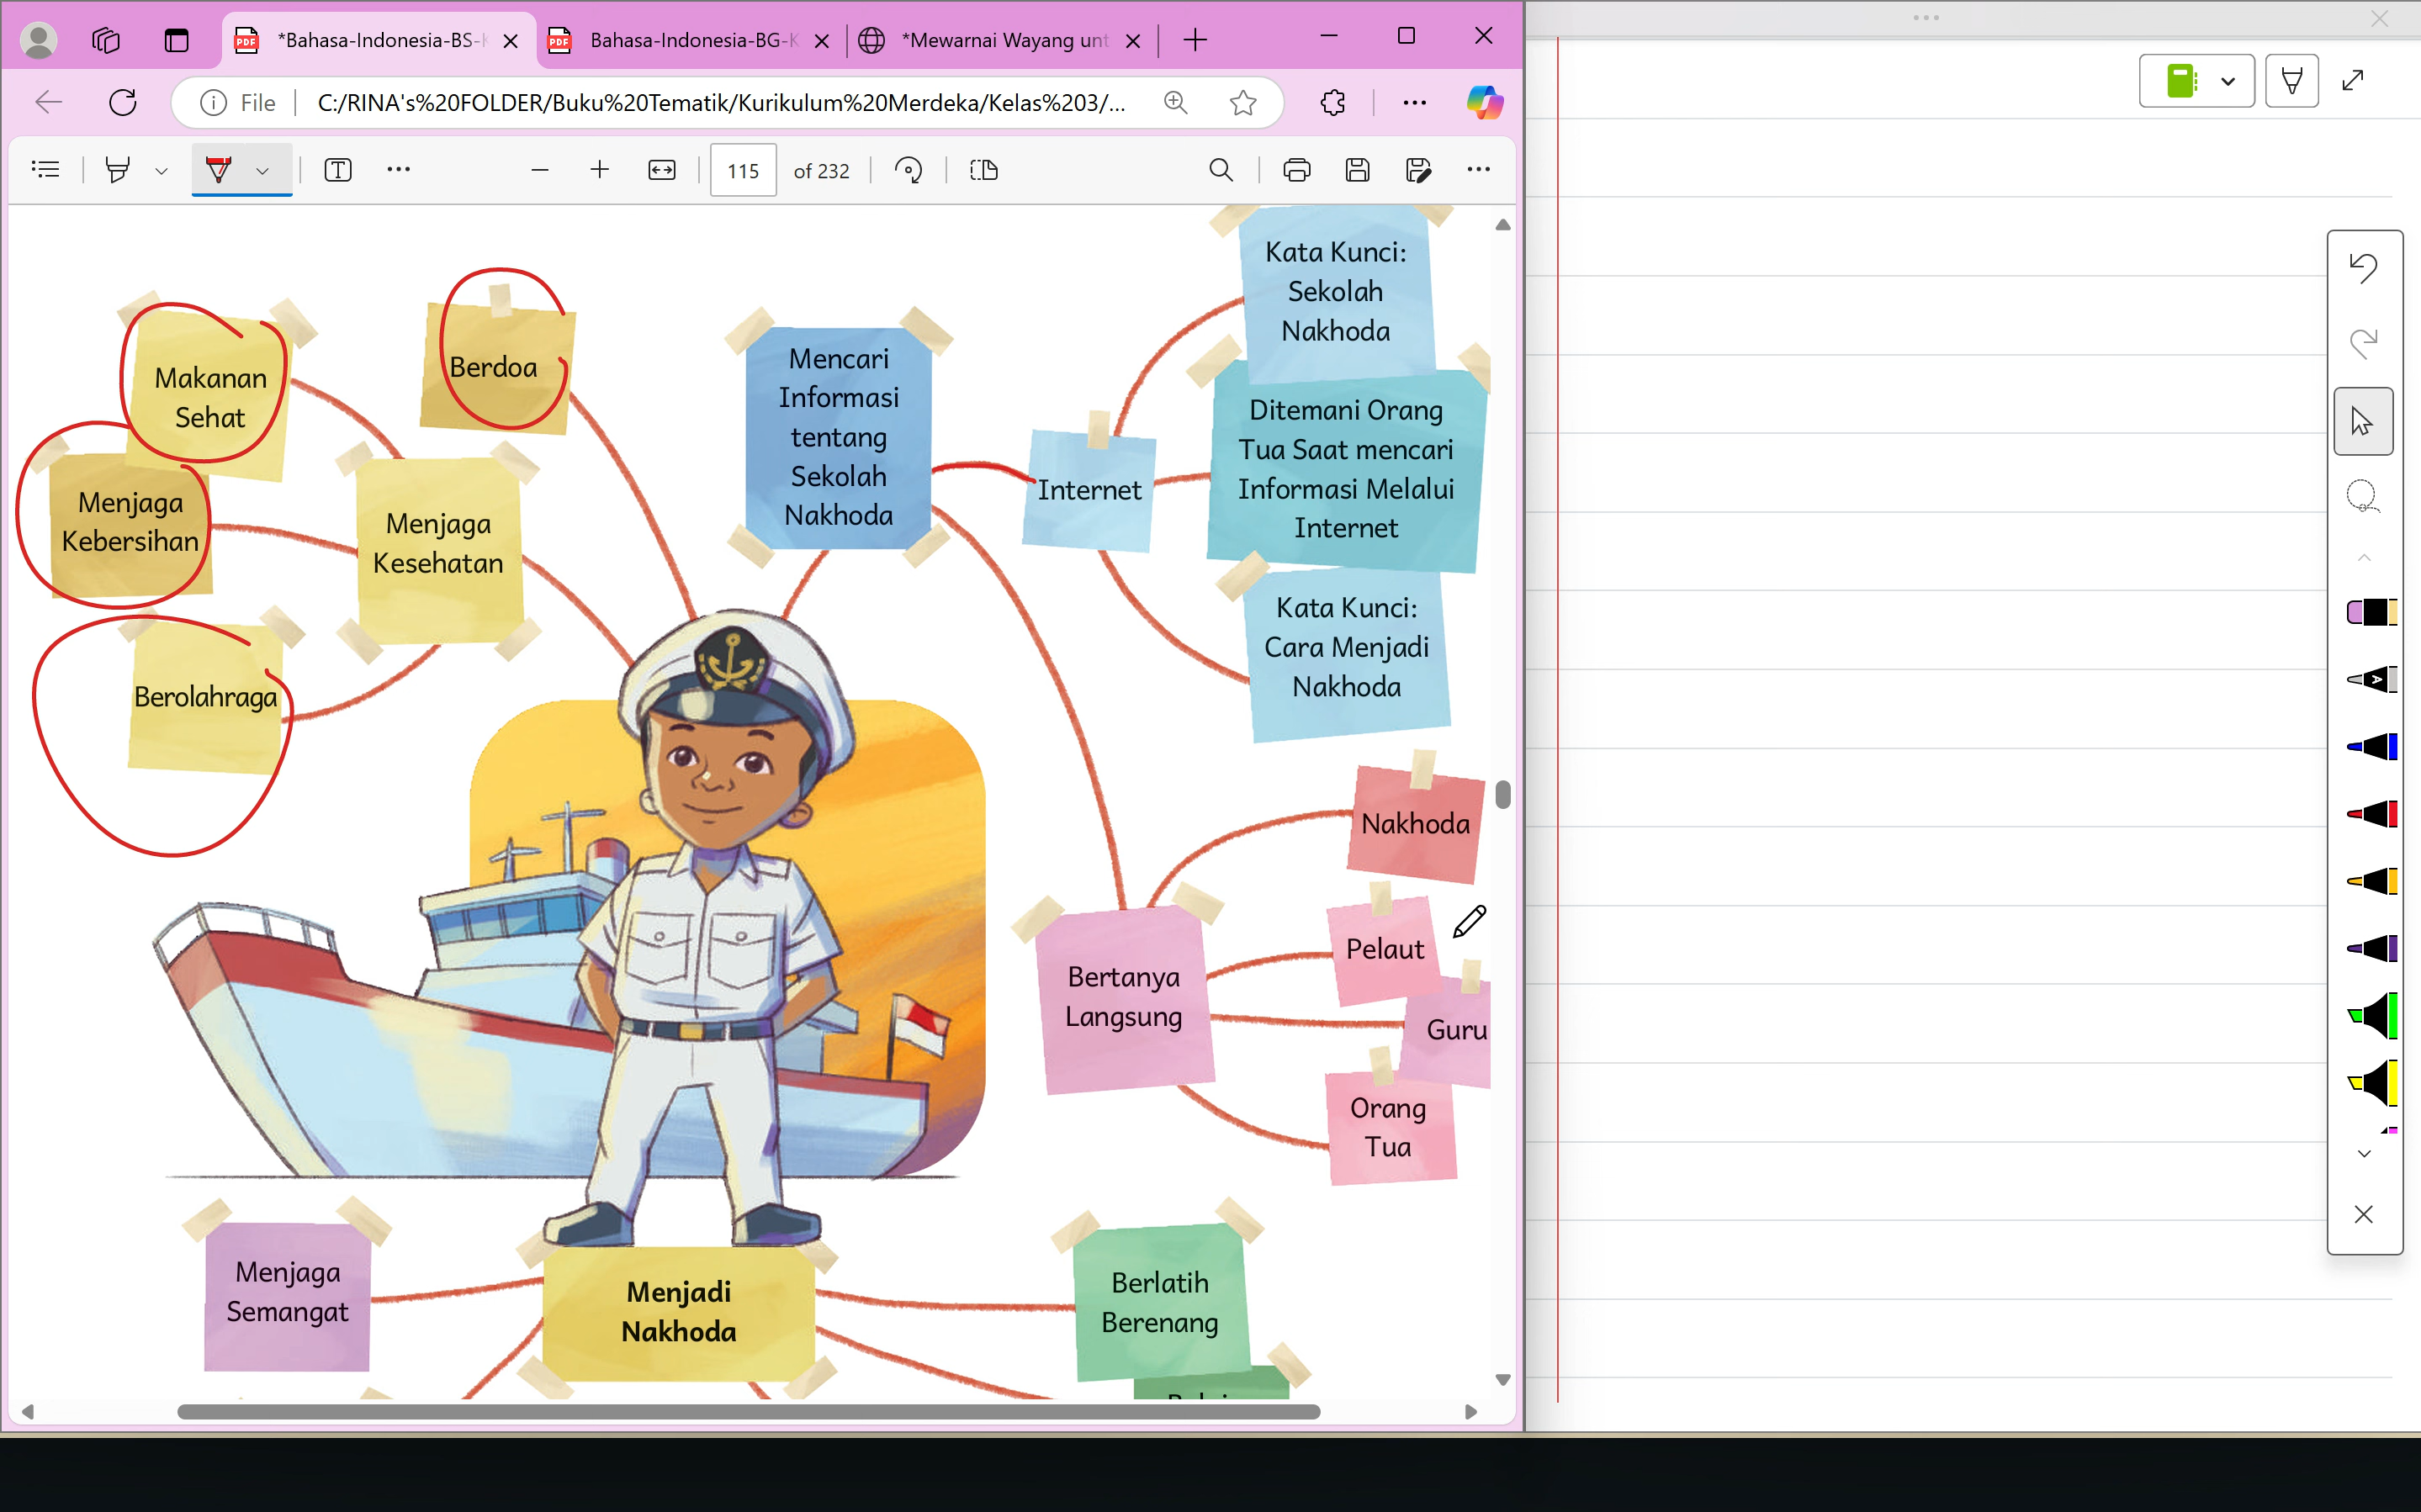 *Bahasa-Indonesia-BS-K
Bahasa-Indonesia-BG-K
*Mewarnai Wayang unt
File
C:/RINA's%20FOLDER/Buku%20Tematik/Kurikulum%20Merdeka/Kelas%203/...
115 of 232
Makanan
Sehat
Berdoa
Menjaga
Kebersihan
Menjaga
Kesehatan
Berolahraga
Mencari
Informasi
tentang
Sekolah
Nakhoda
Internet
Kata Kunci:
Sekolah
Nakhoda
Ditemani Orang
Tua Saat mencari
Informasi Melalui
Internet
Kata Kunci:
Cara Menjadi
Nakhoda
Nakhoda
Pelaut
Bertanya
Langsung
Guru
Orang
Tua
Menjaga
Semangat
Menjadi
Nakhoda
Berlatih
Berenang